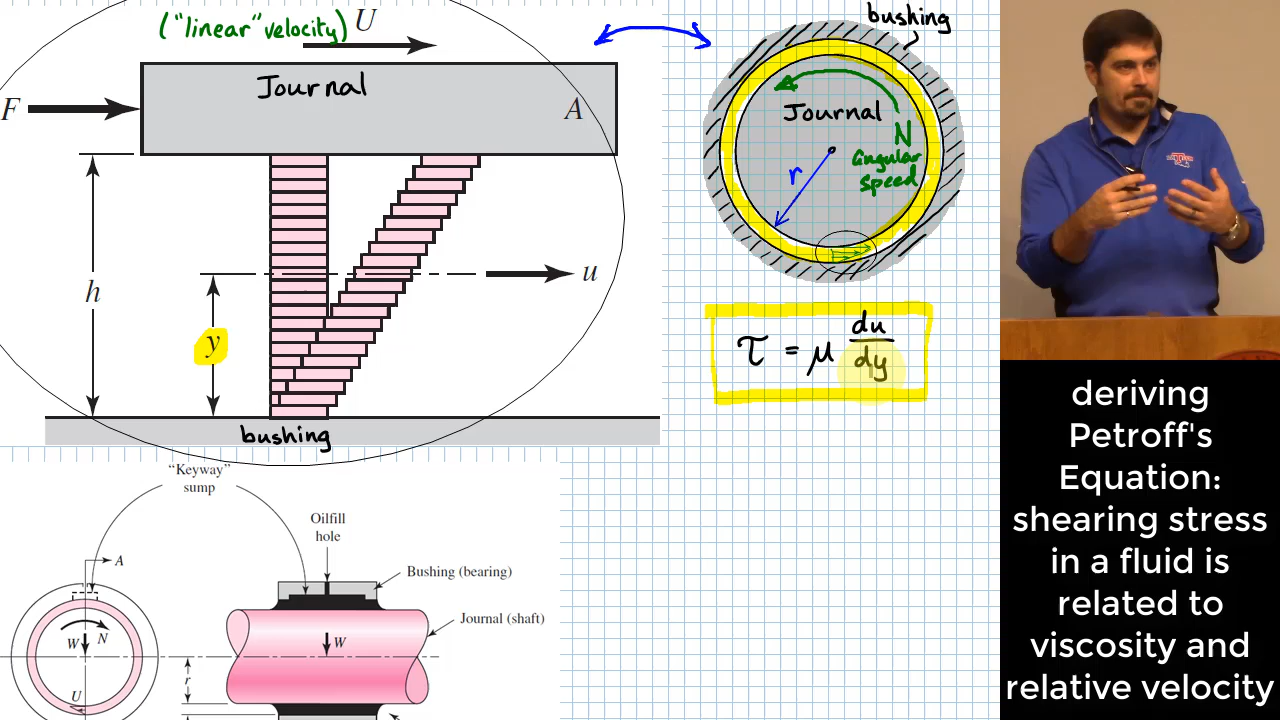 ("linear" velocity) U
Journal
F
A
h
y
u
bushing
bushing
Journal
N
Angular
Speed
r
τ = μ du/dy
"Keyway"
sump
Oilfill
hole
A
Bushing (bearing)
Journal (shaft)
W
N
W
r
U
deriving
Petroff's
Equation:
shearing stress
in a fluid is
related to
viscosity and
relative velocity